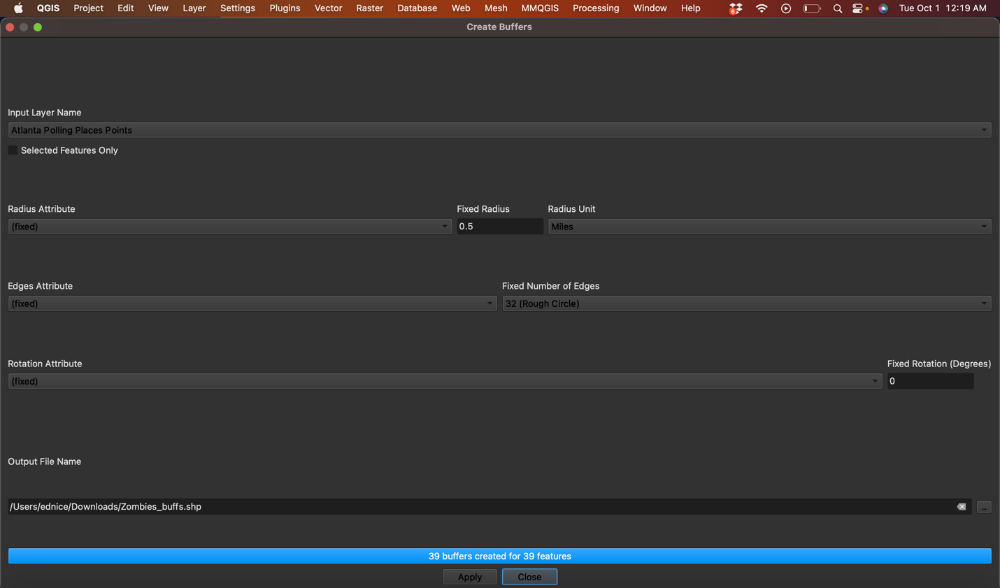 QGIS Project Edit View Layer Settings Plugins Vector Raster Database Web Mesh MMQGIS Processing Window Help 6 Tue Oct 1 12:19 AM
Create Buffers
Input Layer Name
Atlanta Polling Places Points
Selected Features Only
Radius Attribute Fixed Radius Radius Unit
(fixed) 0.5 Miles
Edges Attribute Fixed Number of Edges
(fixed) 32 (Rough Circle)
Rotation Attribute Fixed Rotation (Degrees)
(fixed) 0
Output File Name
/Users/ednice/Downloads/Zombies_buffs.shp ...
39 buffers created for 39 features
Apply Close